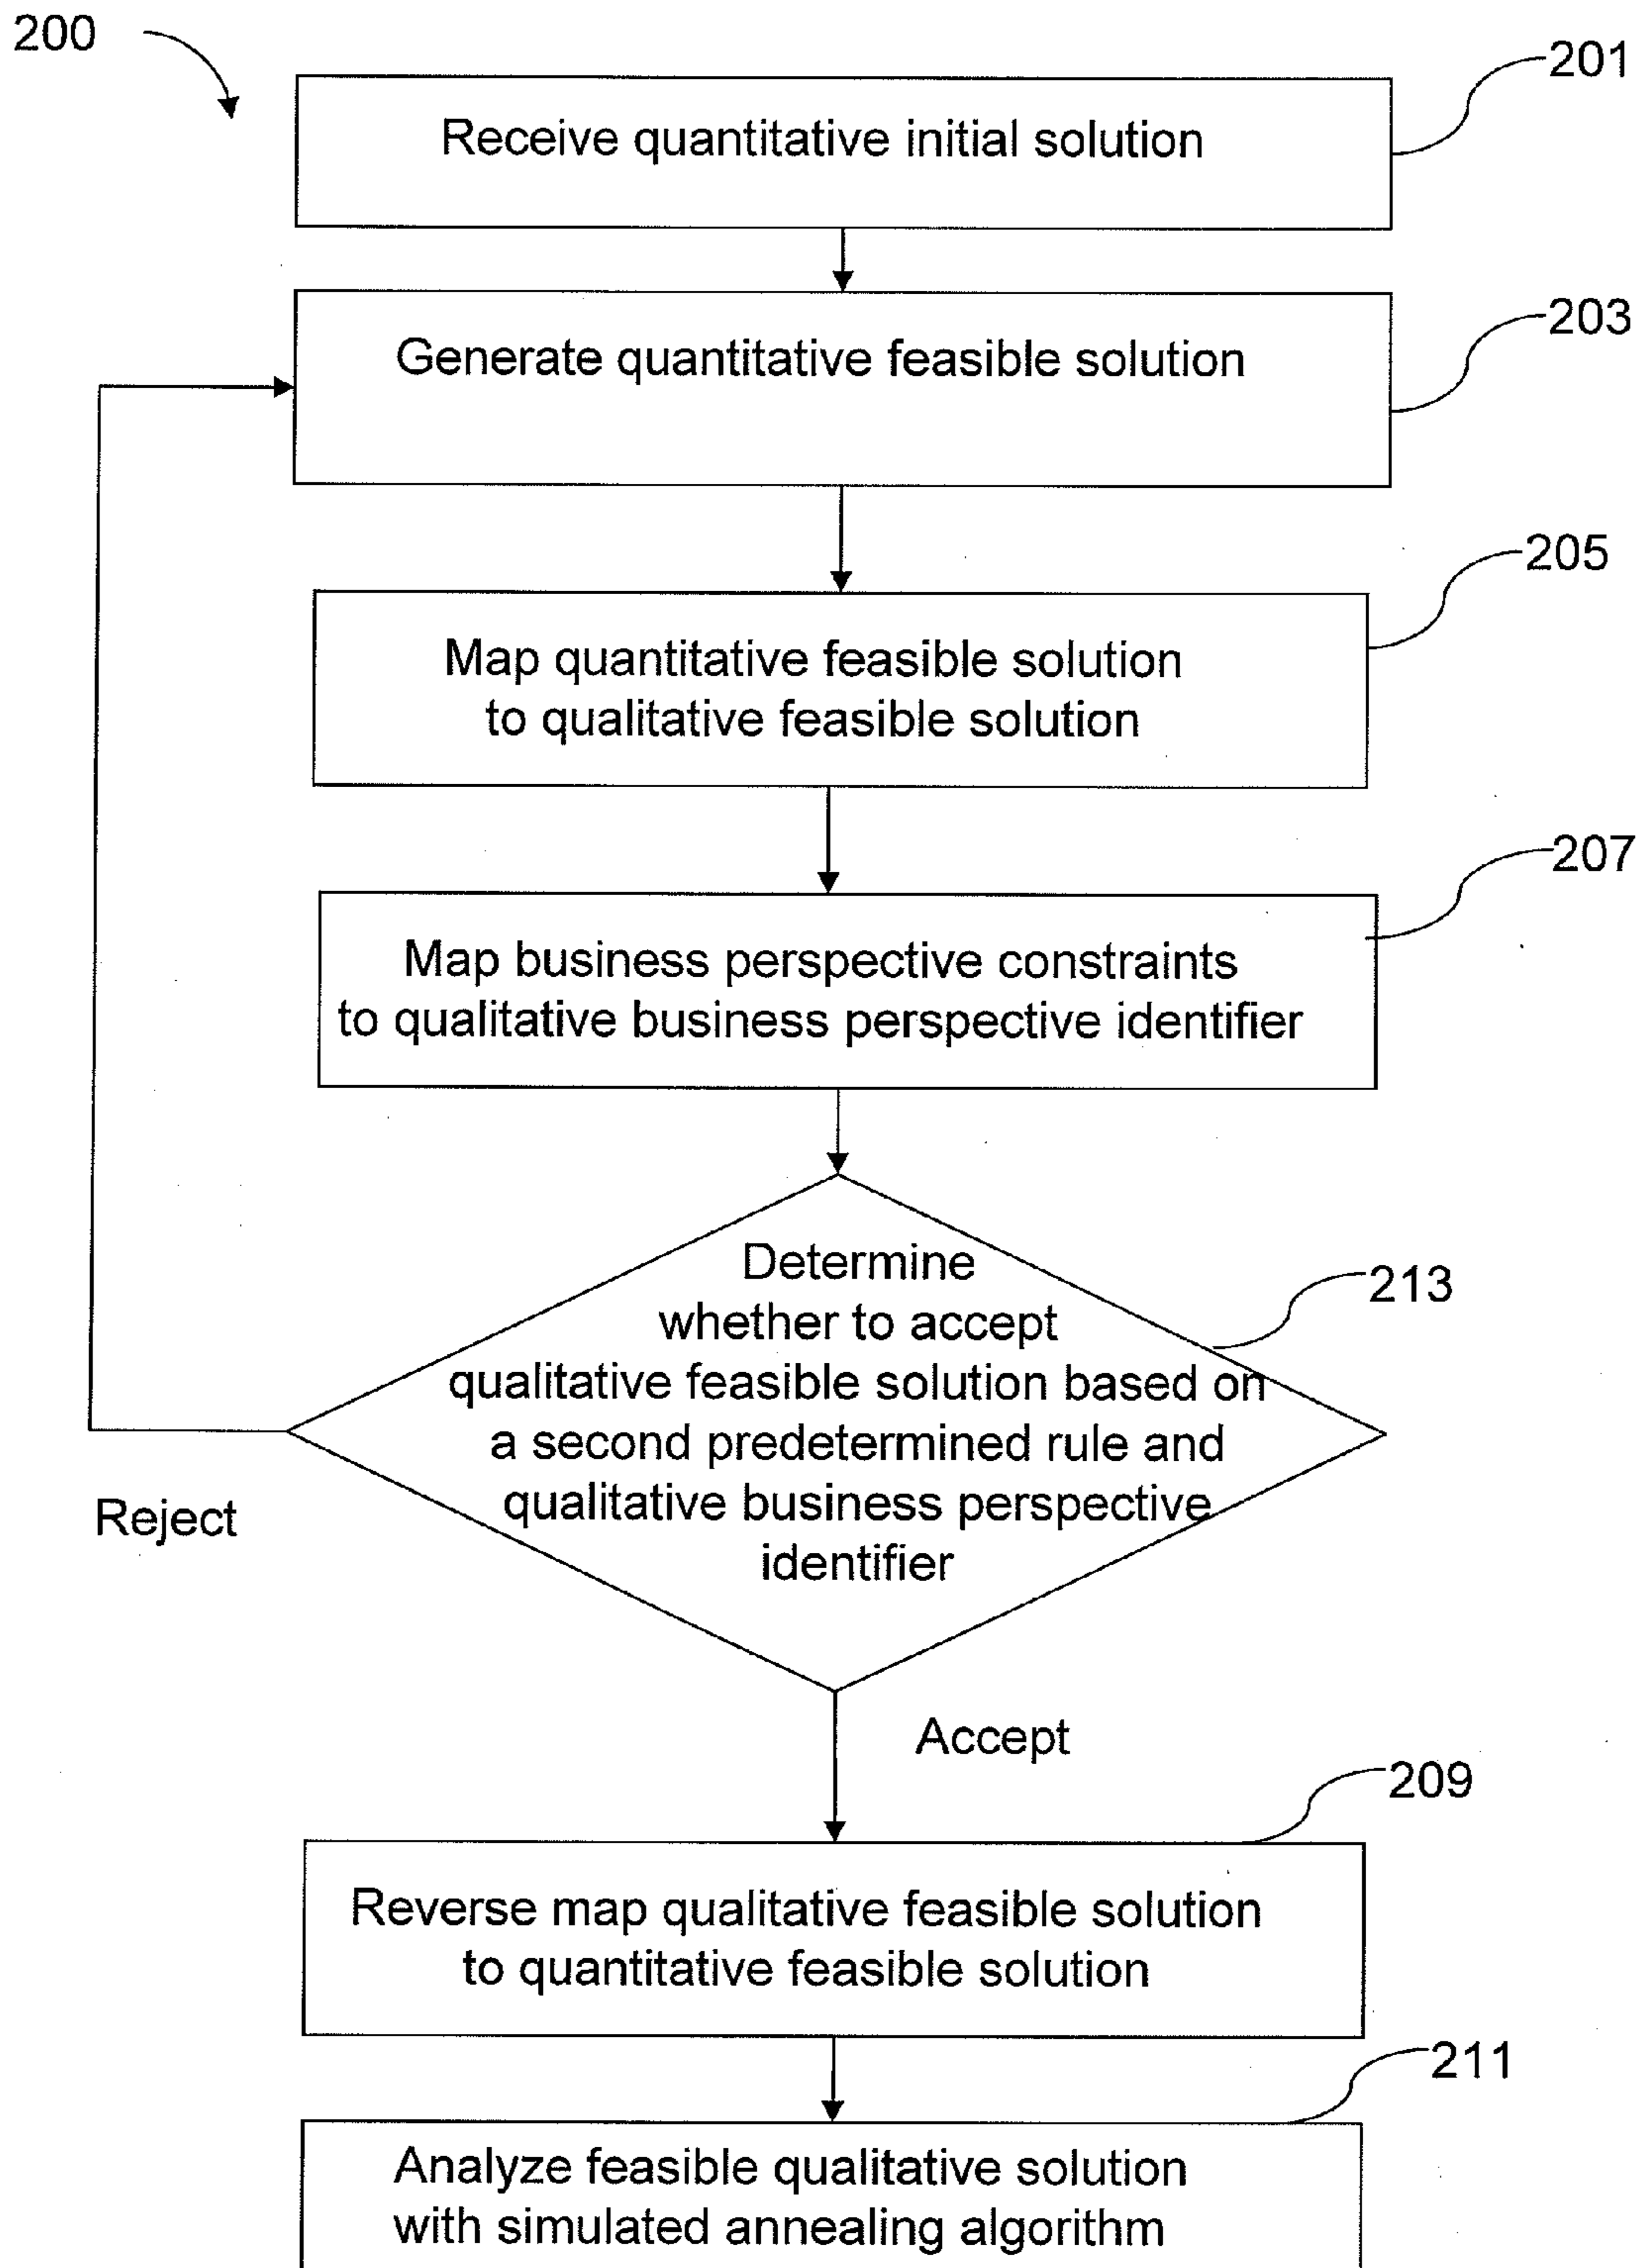 200
201
Receive quantitative initial solution
203
Generate quantitative feasible solution
205
Map quantitative feasible solution
to qualitative feasible solution
207
Map business perspective constraints
to qualitative business perspective identifier
213
Determine
whether to accept
qualitative feasible solution based on
a second predetermined rule and
qualitative business perspective
identifier
Reject
Accept
209
Reverse map qualitative feasible solution
to quantitative feasible solution
211
Analyze feasible qualitative solution
with simulated annealing algorithm